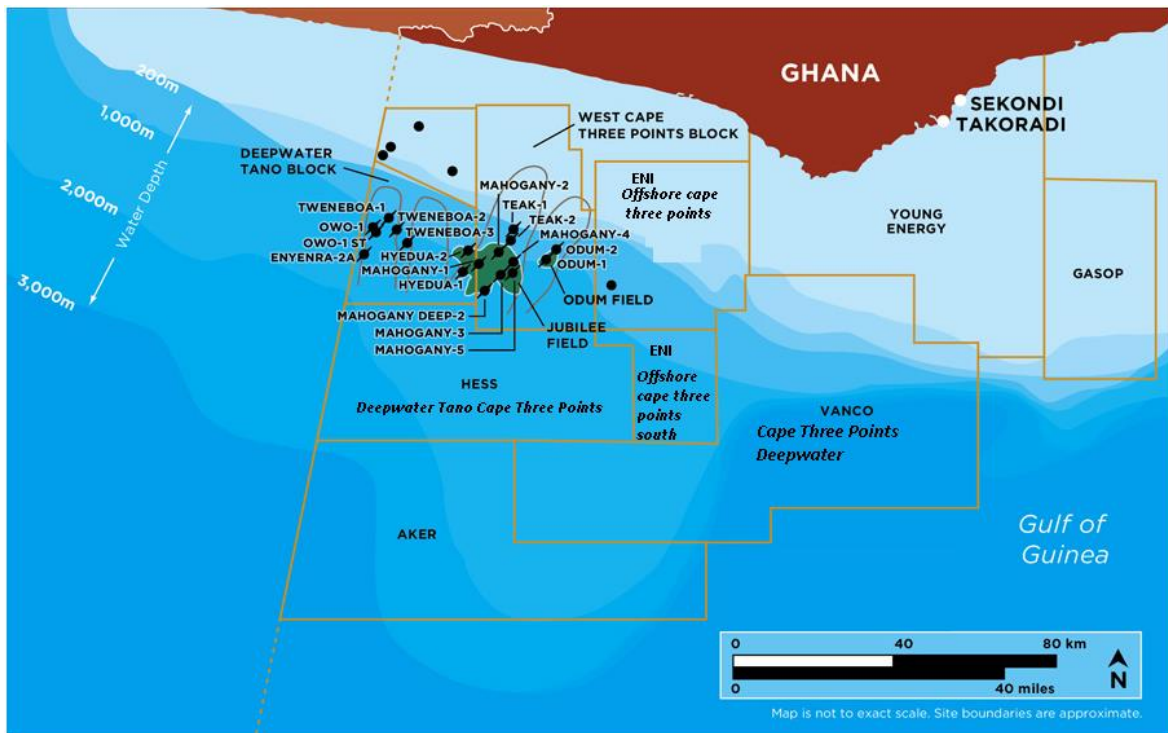 GHANA
SEKONDI
TAKORADI
200m
1,000m
2,000m
3,000m
Water Depth
DEEPWATER
TANO BLOCK
WEST CAPE
THREE POINTS BLOCK
MAHOGANY-2
TEAK-1
TEAK-2
MAHOGANY-4
ODUM-2
ODUM-1
ODUM FIELD
TWENEBOA-1
TWENEBOA-2
TWENEBOA-3
OWO-1
OWO-1 ST
ENYENRA-2A
HYEDUA-2
MAHOGANY-1
HYEDUA-1
MAHOGANY DEEP-2
MAHOGANY-3
MAHOGANY-5
JUBILEE
FIELD
ENI
Offshore cape
three points
YOUNG
ENERGY
GASOP
HESS
Deepwater Tano Cape Three Points
ENI
Offshore
cape three
points
south
VANCO
Cape Three Points
Deepwater
AKER
Gulf of
Guinea
0 40 80 km
0 40 miles
N
Map is not to exact scale. Site boundaries are approximate.